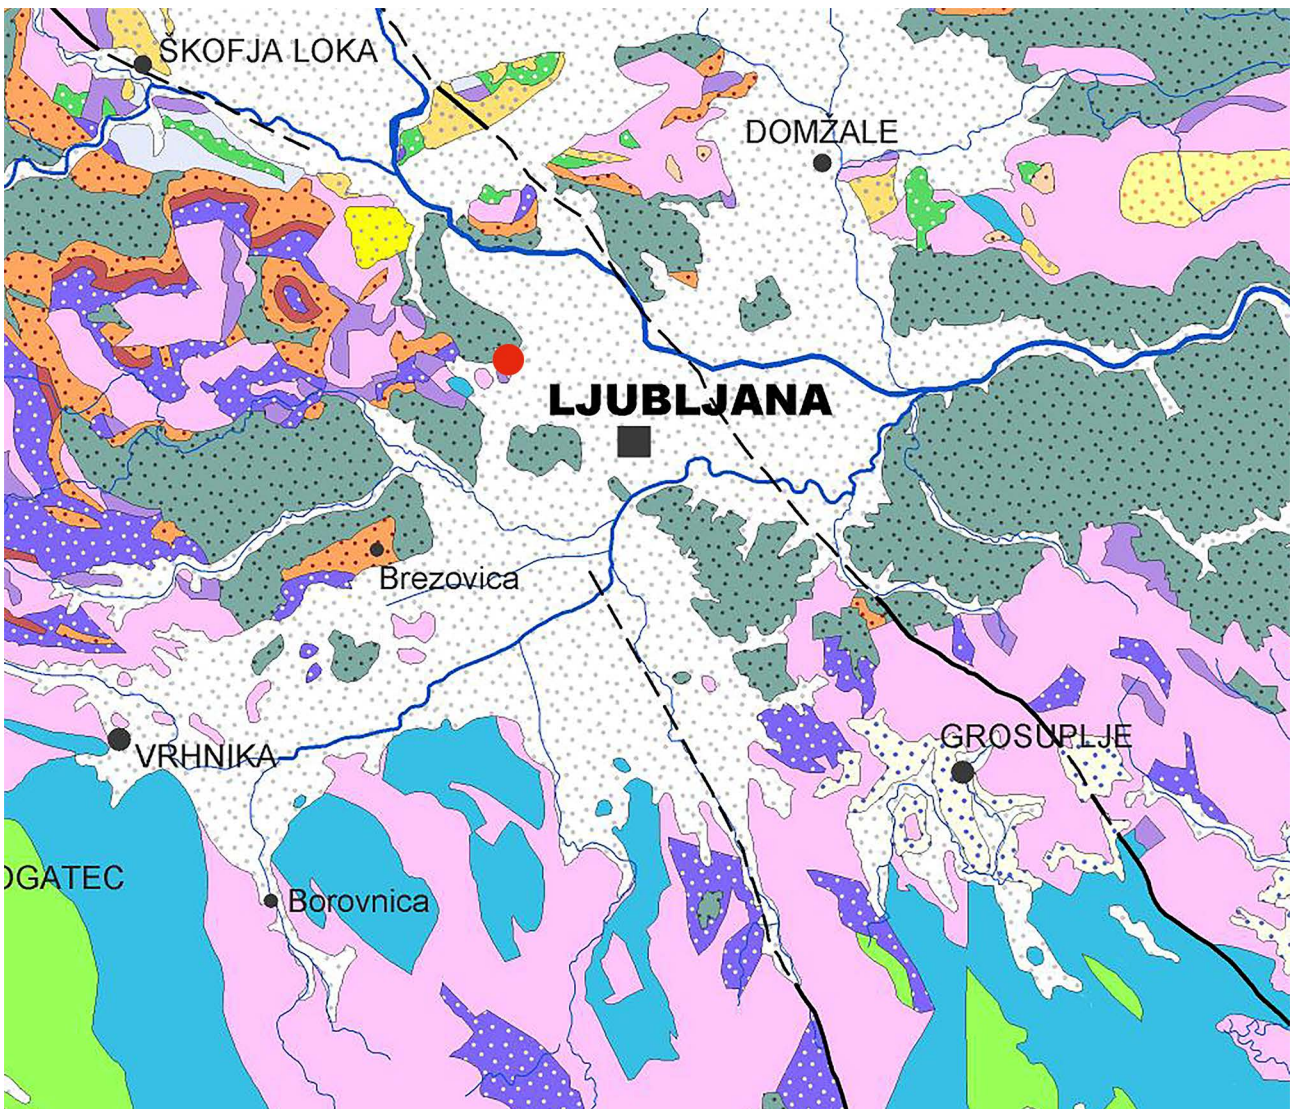 ŠKOFJA LOKA
DOMŽALE
LJUBLJANA
Brezovica
GROSUPLJE
VRHNIKA
OGATEC
Borovnica